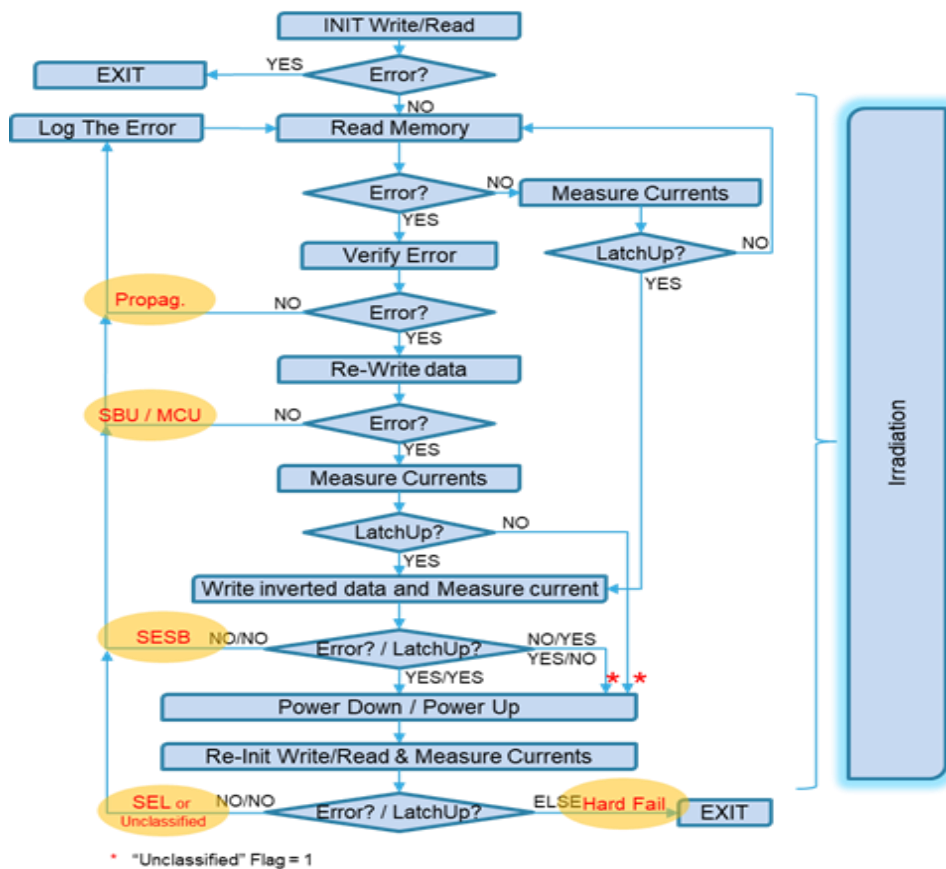 INIT Write/Read
YES
EXIT
Error?
NO
Log The Error
Read Memory
Error?
NO
Measure Currents
YES
Verify Error
LatchUp?
NO
YES
Propag.
NO
Error?
YES
Re-Write data
SBU / MCU
NO
Error?
YES
Measure Currents
Irradiation
LatchUp?
NO
YES
Write inverted data and Measure current
SESB
NO/NO
Error? / LatchUp?
NO/YES
YES/NO
YES/YES
* *
Power Down / Power Up
Re-Init Write/Read & Measure Currents
SEL or
Unclassified
NO/NO
Error? / LatchUp?
ELSE
Hard Fail
EXIT
* "Unclassified" Flag = 1